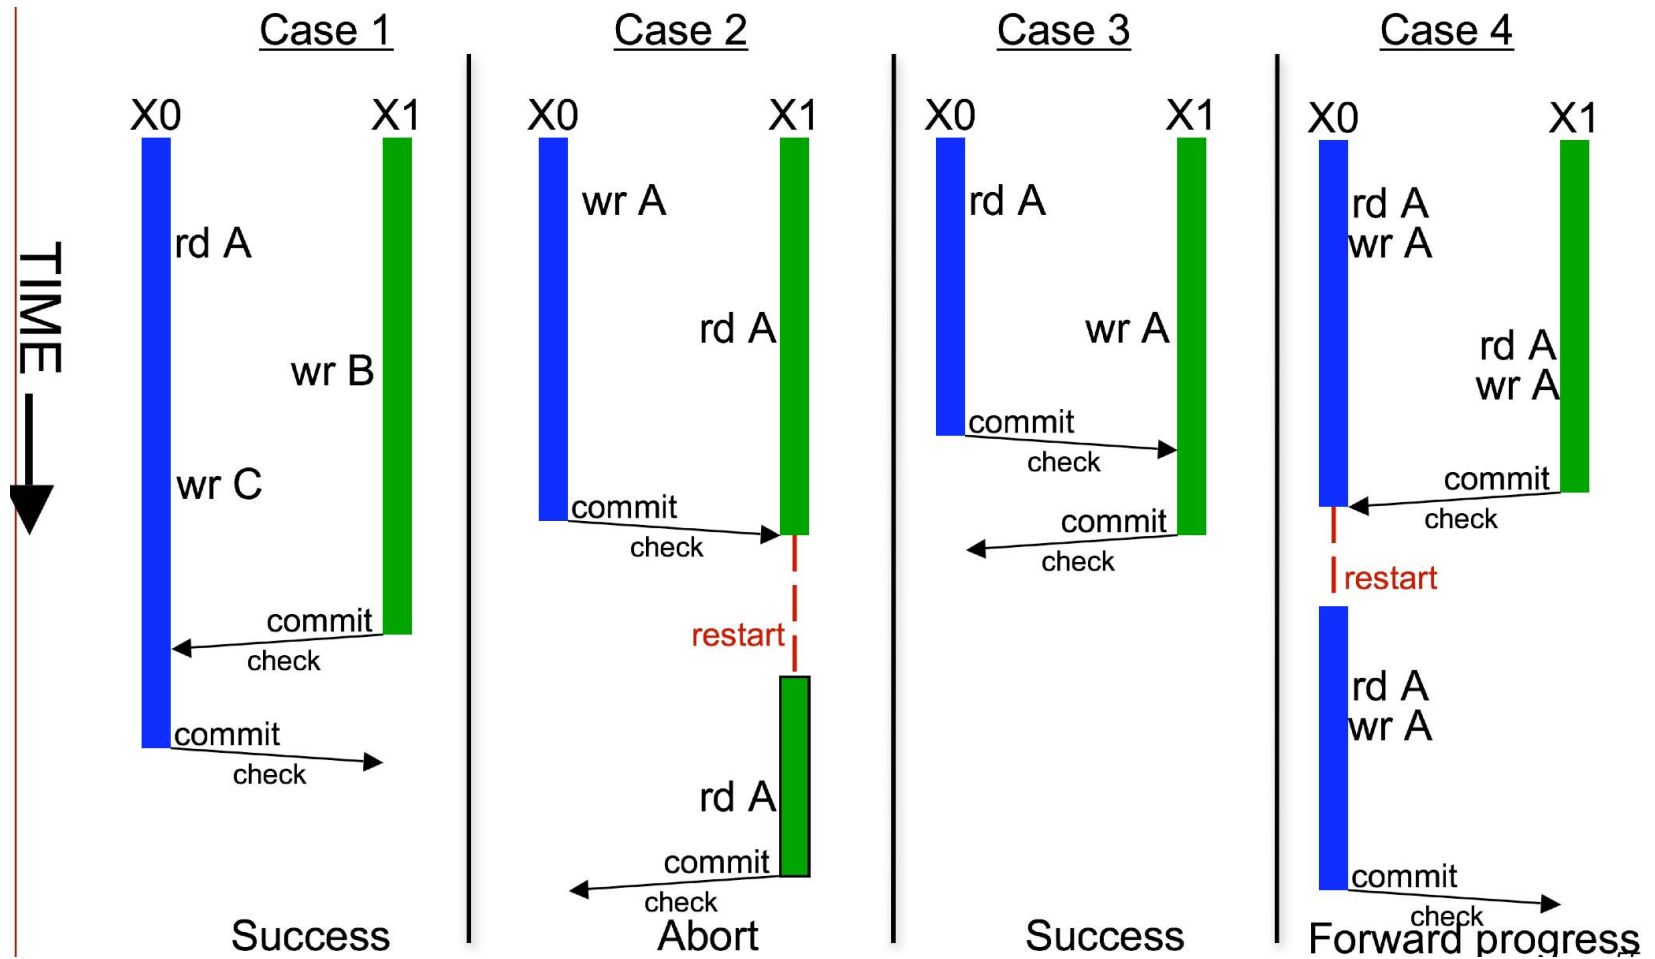 Case 1
Case 2
Case 3
Case 4
TIME
X0
X1
rd A
wr B
wr C
commit
check
commit
check
Success
X0
X1
wr A
rd A
commit
check
restart
rd A
commit
check
Abort
X0
X1
rd A
wr A
commit
check
commit
check
Success
X0
X1
rd A
wr A
rd A
wr A
commit
check
restart
rd A
wr A
commit
check
Forward progress